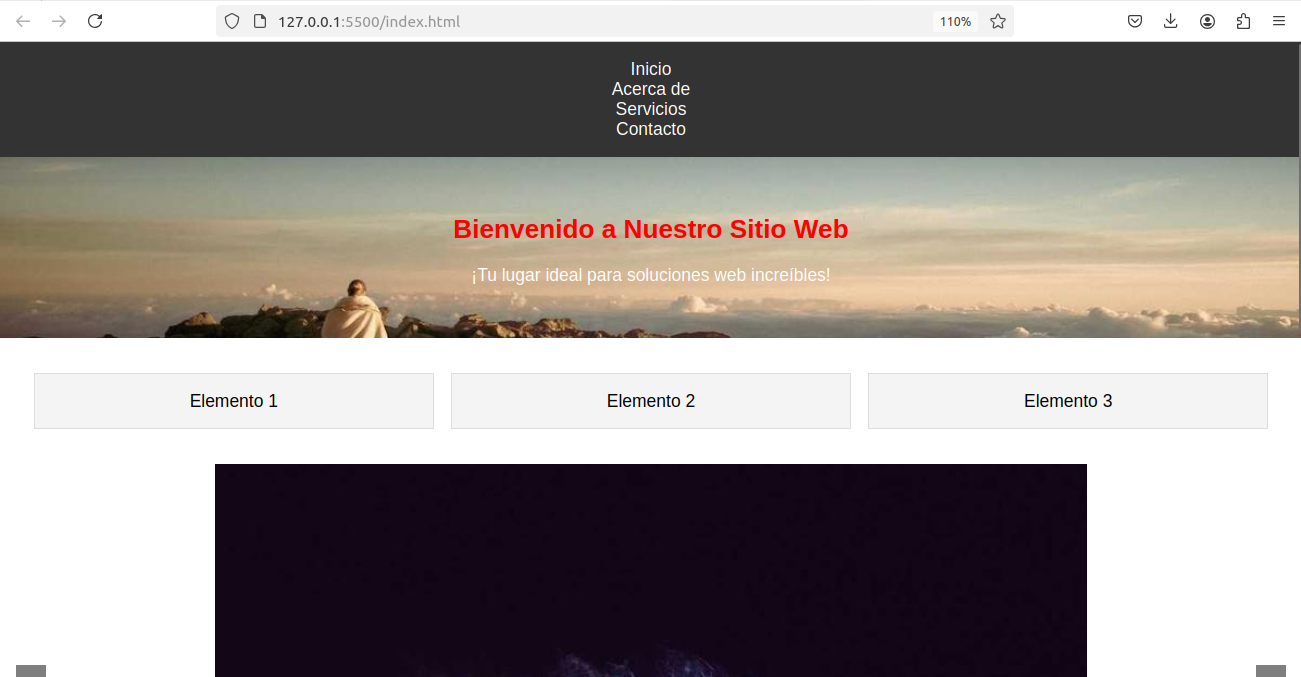 127.0.0.1:5500/index.html
110%
Inicio
Acerca de
Servicios
Contacto
Bienvenido a Nuestro Sitio Web
¡Tu lugar ideal para soluciones web increíbles!
Elemento 1
Elemento 2
Elemento 3